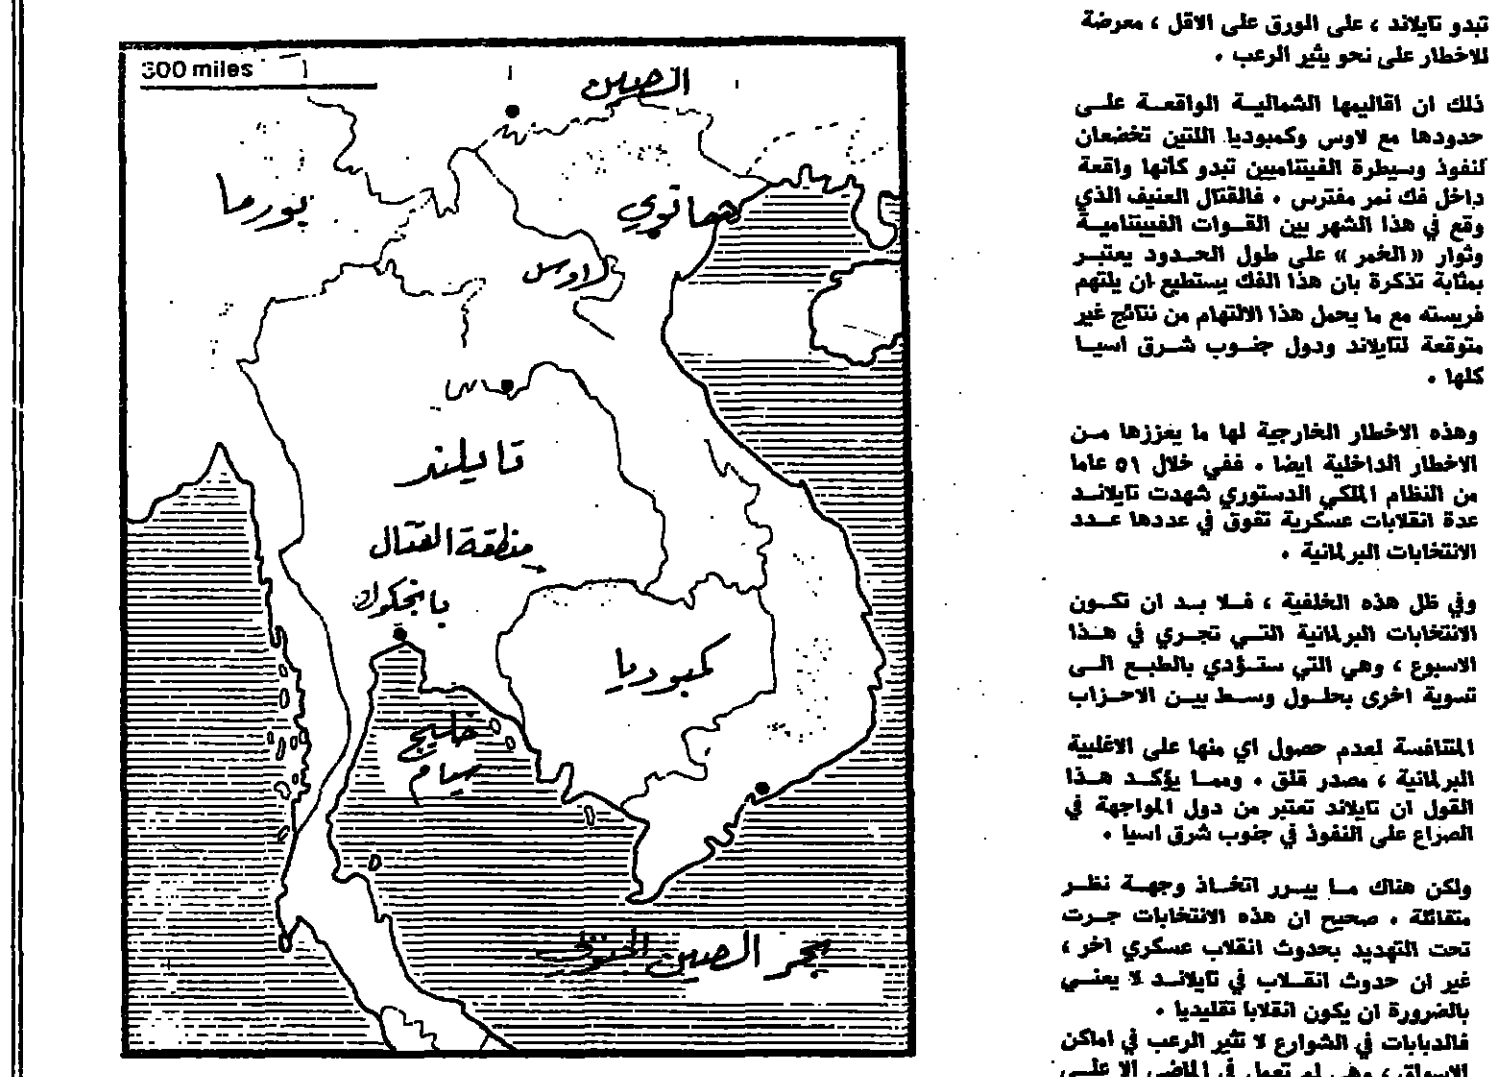 300 miles
الصين
بورما
هانوي
لاوس
تايلند
منطقة القتال
بانجكوك
كمبوديا
خليج
سيام
بحر الصين الجنوبي
تبدو تايلاند ، على الورق على الاقل ، معرضة
للاخطار على نحو يثير الرعب .
ذلك ان اقاليمها الشمالية الواقعة على
حدودها مع لاوس وكمبوديا اللتين تخضعان
لنفوذ وسيطرة الفيتناميين تبدو كأنها واقعة
داخل فك نمر مفترس . فالقتال العنيف الذي
وقع في هذا الشهر بين القوات الفييتنامية
وثوار « الخمر » على طول الحدود يعتبر
بمثابة تذكرة بان هذا الفك يستطيع ان يلتهم
فريسته مع ما يحمل هذا الالتهام من نتائج غير
متوقعة لتايلاند ودول جنوب شرق اسيا
كلها .
وهذه الاخطار الخارجية لها ما يعززها من
الاخطار الداخلية ايضا . ففي خلال ٥١ عاما
من النظام الملكي الدستوري شهدت تايلاند
عدة انقلابات عسكرية تفوق في عددها عدد
الانتخابات البرلمانية .
وفي ظل هذه الخلفية ، فلا بد ان تكون
الانتخابات البرلمانية التي تجري في هذا
الاسبوع ، وهي التي ستؤدي بالطبع الى
تسوية اخرى بحلول وسط بين الاحزاب
المتنافسة لعدم حصول اي منها على الاغلبية
البرلمانية ، مصدر قلق . ومما يؤكد هذا
القول ان تايلاند تعتبر من دول المواجهة في
الصراع على النفوذ في جنوب شرق اسيا .
ولكن هناك ما يبرر اتخاذ وجهة نظر
متفائلة . صحيح ان هذه الانتخابات جرت
تحت التهديد بحدوث انقلاب عسكري اخر ،
غير ان حدوث انقلاب في تايلاند لا يعني
بالضرورة ان يكون انقلابا تقليديا .
فالدبابات في الشوارع لا تثير الرعب في اماكن
الاسواق ، وهي لم تعمل في الماضي الا على